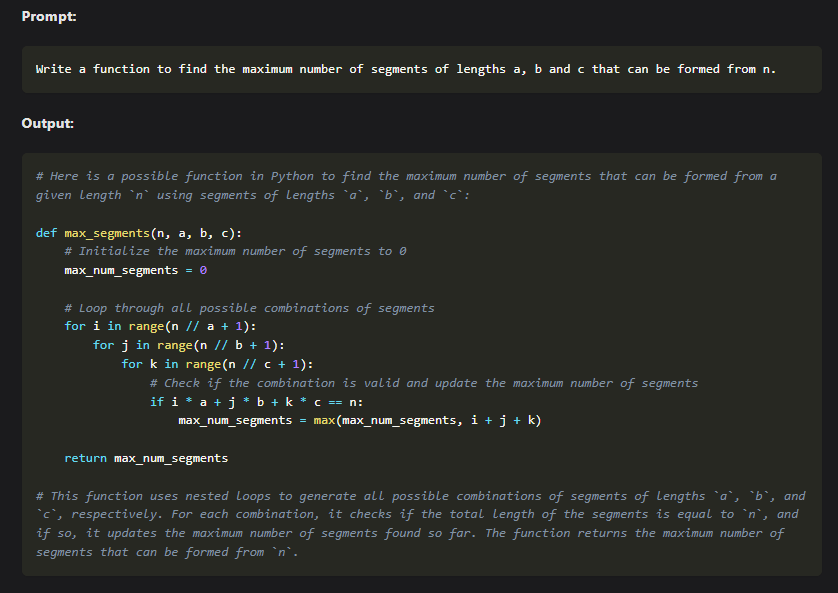 Prompt:
Write a function to find the maximum number of segments of lengths a, b and c that can be formed from n.
Output:
# Here is a possible function in Python to find the maximum number of segments that can be formed from a
given length `n` using segments of lengths `a`, `b`, and `c`:
def max_segments(n, a, b, c):
    # Initialize the maximum number of segments to 0
    max_num_segments = 0
    # Loop through all possible combinations of segments
    for i in range(n // a + 1):
        for j in range(n // b + 1):
            for k in range(n // c + 1):
                # Check if the combination is valid and update the maximum number of segments
                if i * a + j * b + k * c == n:
                    max_num_segments = max(max_num_segments, i + j + k)
    return max_num_segments
# This function uses nested loops to generate all possible combinations of segments of lengths `a`, `b`, and
`c`, respectively. For each combination, it checks if the total length of the segments is equal to `n`, and
if so, it updates the maximum number of segments found so far. The function returns the maximum number of
segments that can be formed from `n`.